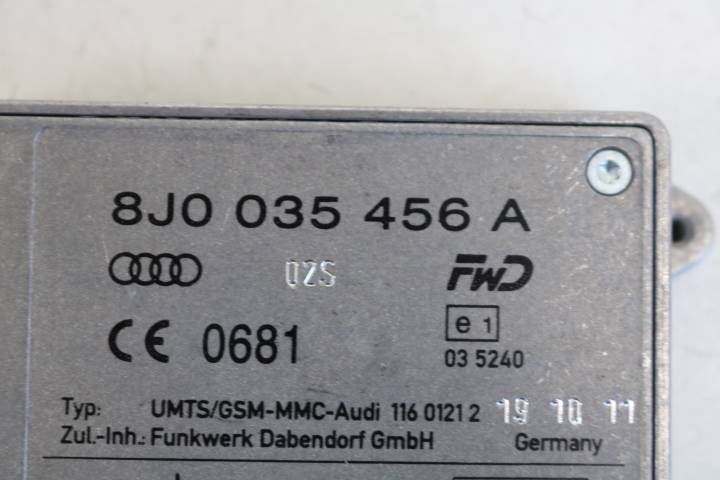 8J0 035 456 A
02S FWD
CE 0681 e 1
03 5240
Typ: UMTS/GSM-MMC-Audi 116 0121 2 19 10 11
Zul.-Inh.: Funkwerk Dabendorf GmbH Germany